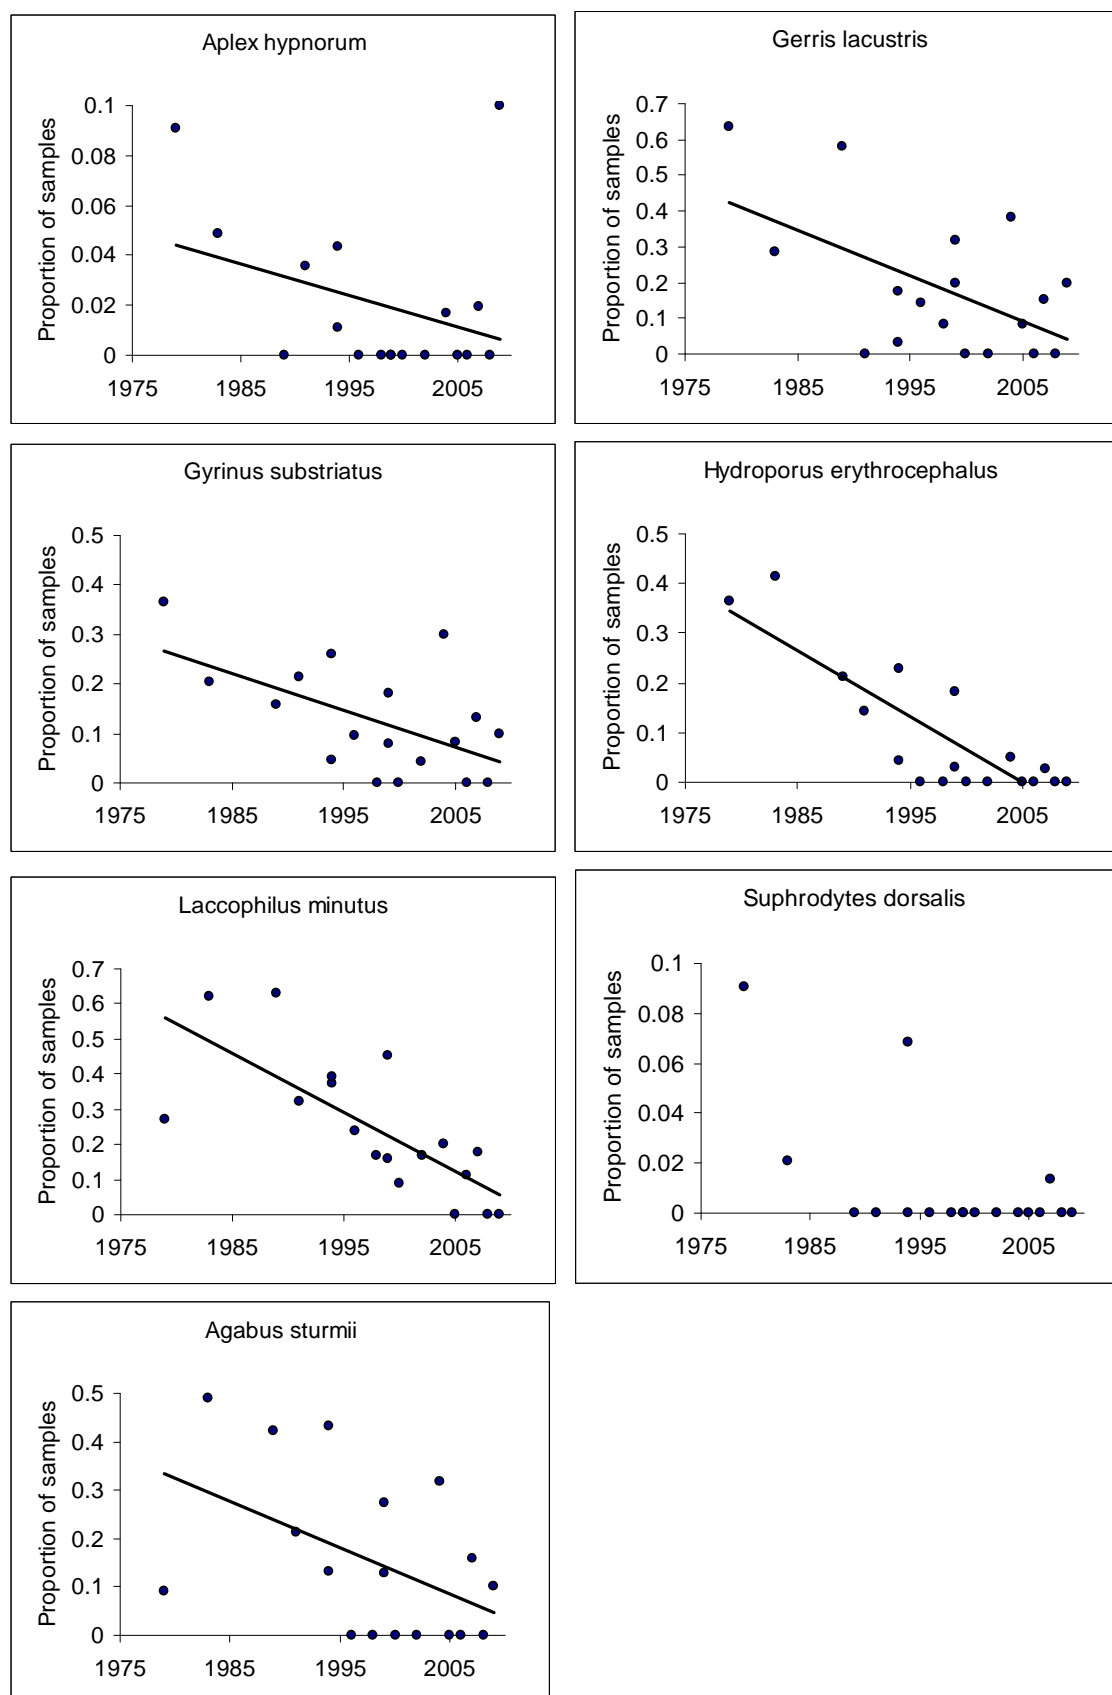 Aplex hypnorum
Proportion of samples
0.1
0.08
0.06
0.04
0.02
0
1975 1985 1995 2005
Gerris lacustris
Proportion of samples
0.7
0.6
0.5
0.4
0.3
0.2
0.1
0
1975 1985 1995 2005
Gyrinus substriatus
Proportion of samples
0.5
0.4
0.3
0.2
0.1
0
1975 1985 1995 2005
Hydroporus erythrocephalus
Proportion of samples
0.5
0.4
0.3
0.2
0.1
0
1975 1985 1995 2005
Laccophilus minutus
Proportion of samples
0.7
0.6
0.5
0.4
0.3
0.2
0.1
0
1975 1985 1995 2005
Suphrodytes dorsalis
Proportion of samples
0.1
0.08
0.06
0.04
0.02
0
1975 1985 1995 2005
Agabus sturmii
Proportion of samples
0.5
0.4
0.3
0.2
0.1
0
1975 1985 1995 2005